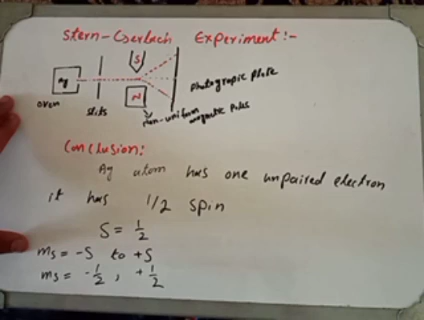 Stern-Gerlach Experiment:-
Ag
S
N
oven
slits
photograpic plate
Non-uniform
magnetic poles
Conclusion:
Ag atom has one unpaired electron
it has 1/2 spin
S = 1/2
ms = -S to +S
ms = -1/2, +1/2